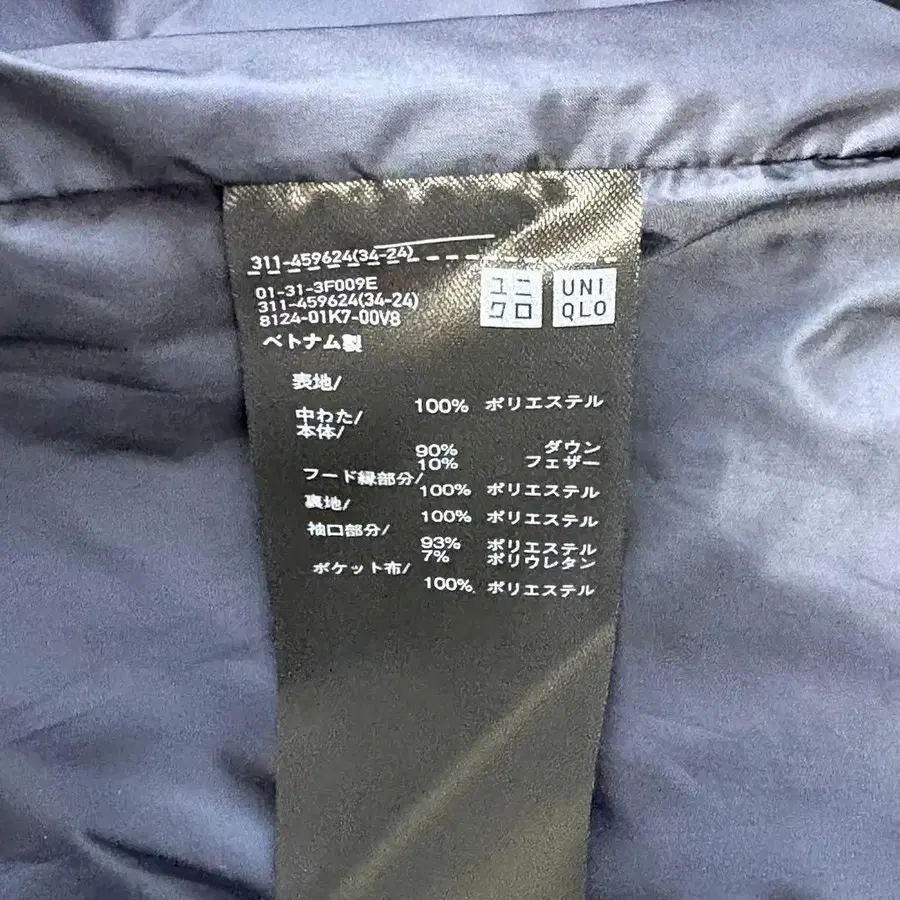 311-459624(34-24)
01-31-3F009E
311-459624(34-24)
8124-01K7-00V8
ユニ
クロ
UNI
QLO
ベトナム製
表地/
100% ポリエステル
中わた/
本体/
90% ダウン
10% フェザー
フード縁部分/
100% ポリエステル
裏地/
100% ポリエステル
袖口部分/
93% ポリエステル
7% ポリウレタン
ポケット布/
100% ポリエステル